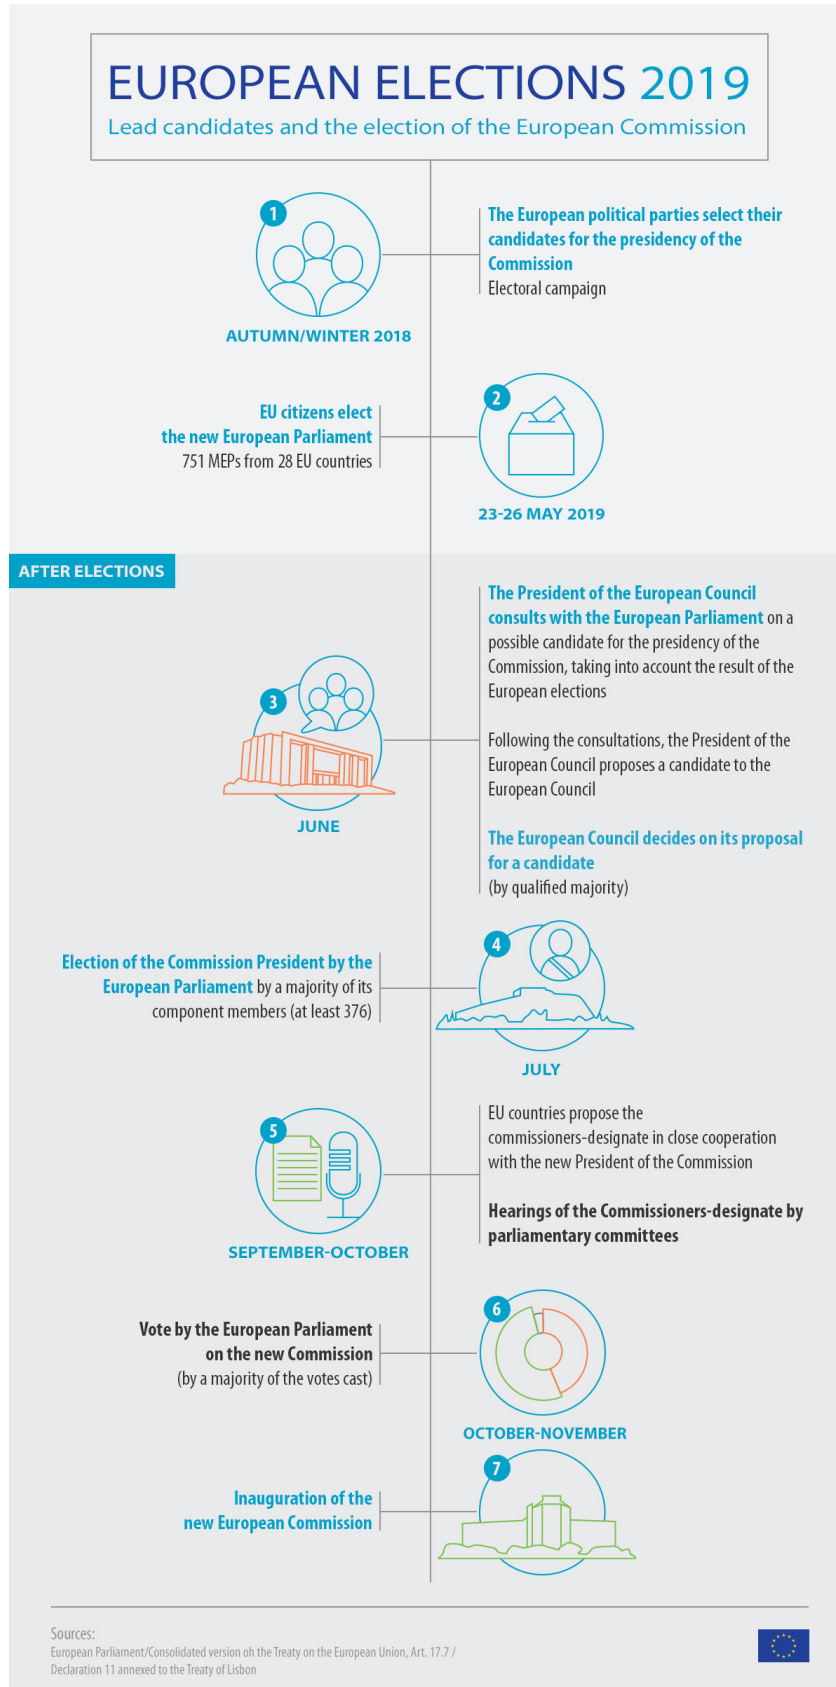 EUROPEAN ELECTIONS 2019
Lead candidates and the election of the European Commission
1
AUTUMN/WINTER 2018
The European political parties select their
candidates for the presidency of the
Commission
Electoral campaign
EU citizens elect
the new European Parliament
751 MEPs from 28 EU countries
2
23-26 MAY 2019
AFTER ELECTIONS
3
JUNE
The President of the European Council
consults with the European Parliament on a
possible candidate for the presidency of the
Commission, taking into account the result of the
European elections
Following the consultations, the President of the
European Council proposes a candidate to the
European Council
The European Council decides on its proposal
for a candidate
(by qualified majority)
Election of the Commission President by the
European Parliament by a majority of its
component members (at least 376)
4
JULY
5
SEPTEMBER-OCTOBER
EU countries propose the
commissioners-designate in close cooperation
with the new President of the Commission
Hearings of the Commissioners-designate by
parliamentary committees
Vote by the European Parliament
on the new Commission
(by a majority of the votes cast)
6
OCTOBER-NOVEMBER
Inauguration of the
new European Commission
7
Sources:
European Parliament/Consolidated version oh the Treaty on the European Union, Art. 17.7 /
Declaration 11 annexed to the Treaty of Lisbon